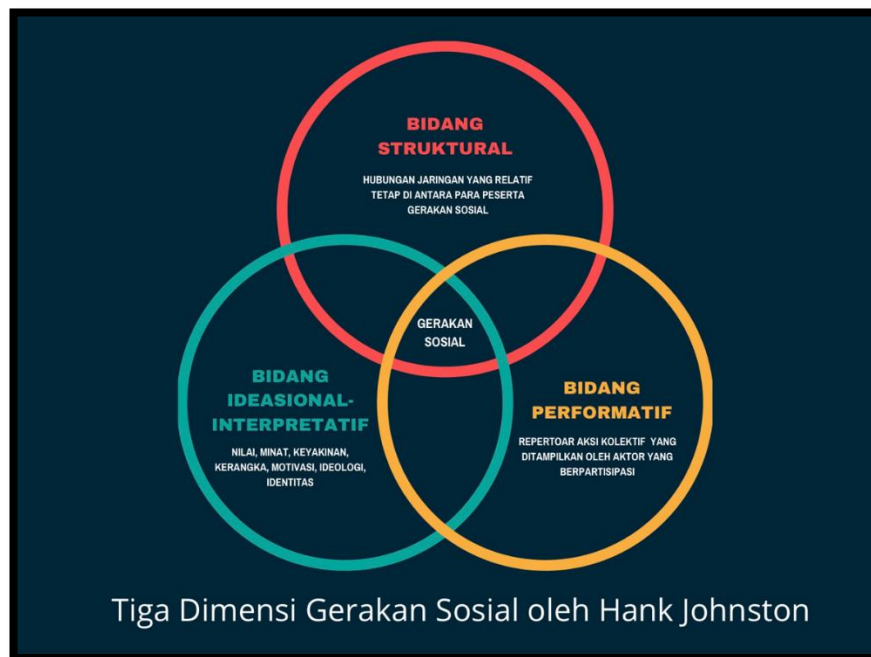 BIDANG
STRUKTURAL
HUBUNGAN JARINGAN YANG RELATIF
TETAP DI ANTARA PARA PESERTA
GERAKAN SOSIAL
GERAKAN
SOSIAL
BIDANG
IDEASIONAL-
INTERPRETATIF
NILAI, MINAT, KEYAKINAN,
KERANGKA, MOTIVASI, IDEOLOGI,
IDENTITAS
BIDANG
PERFORMATIF
REPERTOAR AKSI KOLEKTIF YANG
DITAMPILKAN OLEH AKTOR YANG
BERPARTISIPASI
Tiga Dimensi Gerakan Sosial oleh Hank Johnston